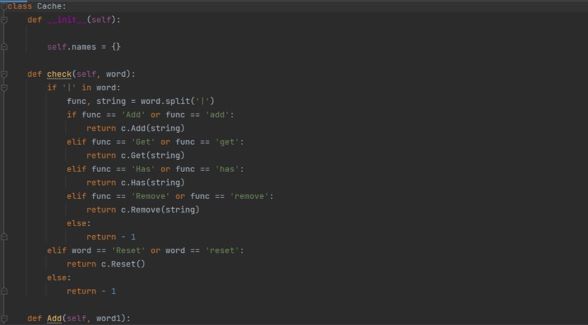 class Cache:
    def __init__(self):

        self.names = {}

    def check(self, word):
        if '|' in word:
            func, string = word.split('|')
            if func == 'Add' or func == 'add':
                return c.Add(string)
            elif func == 'Get' or func == 'get':
                return c.Get(string)
            elif func == 'Has' or func == 'has':
                return c.Has(string)
            elif func == 'Remove' or func == 'remove':
                return c.Remove(string)
            else:
                return - 1
        elif word == 'Reset' or word == 'reset':
            return c.Reset()
        else:
            return - 1

    def Add(self, word1):